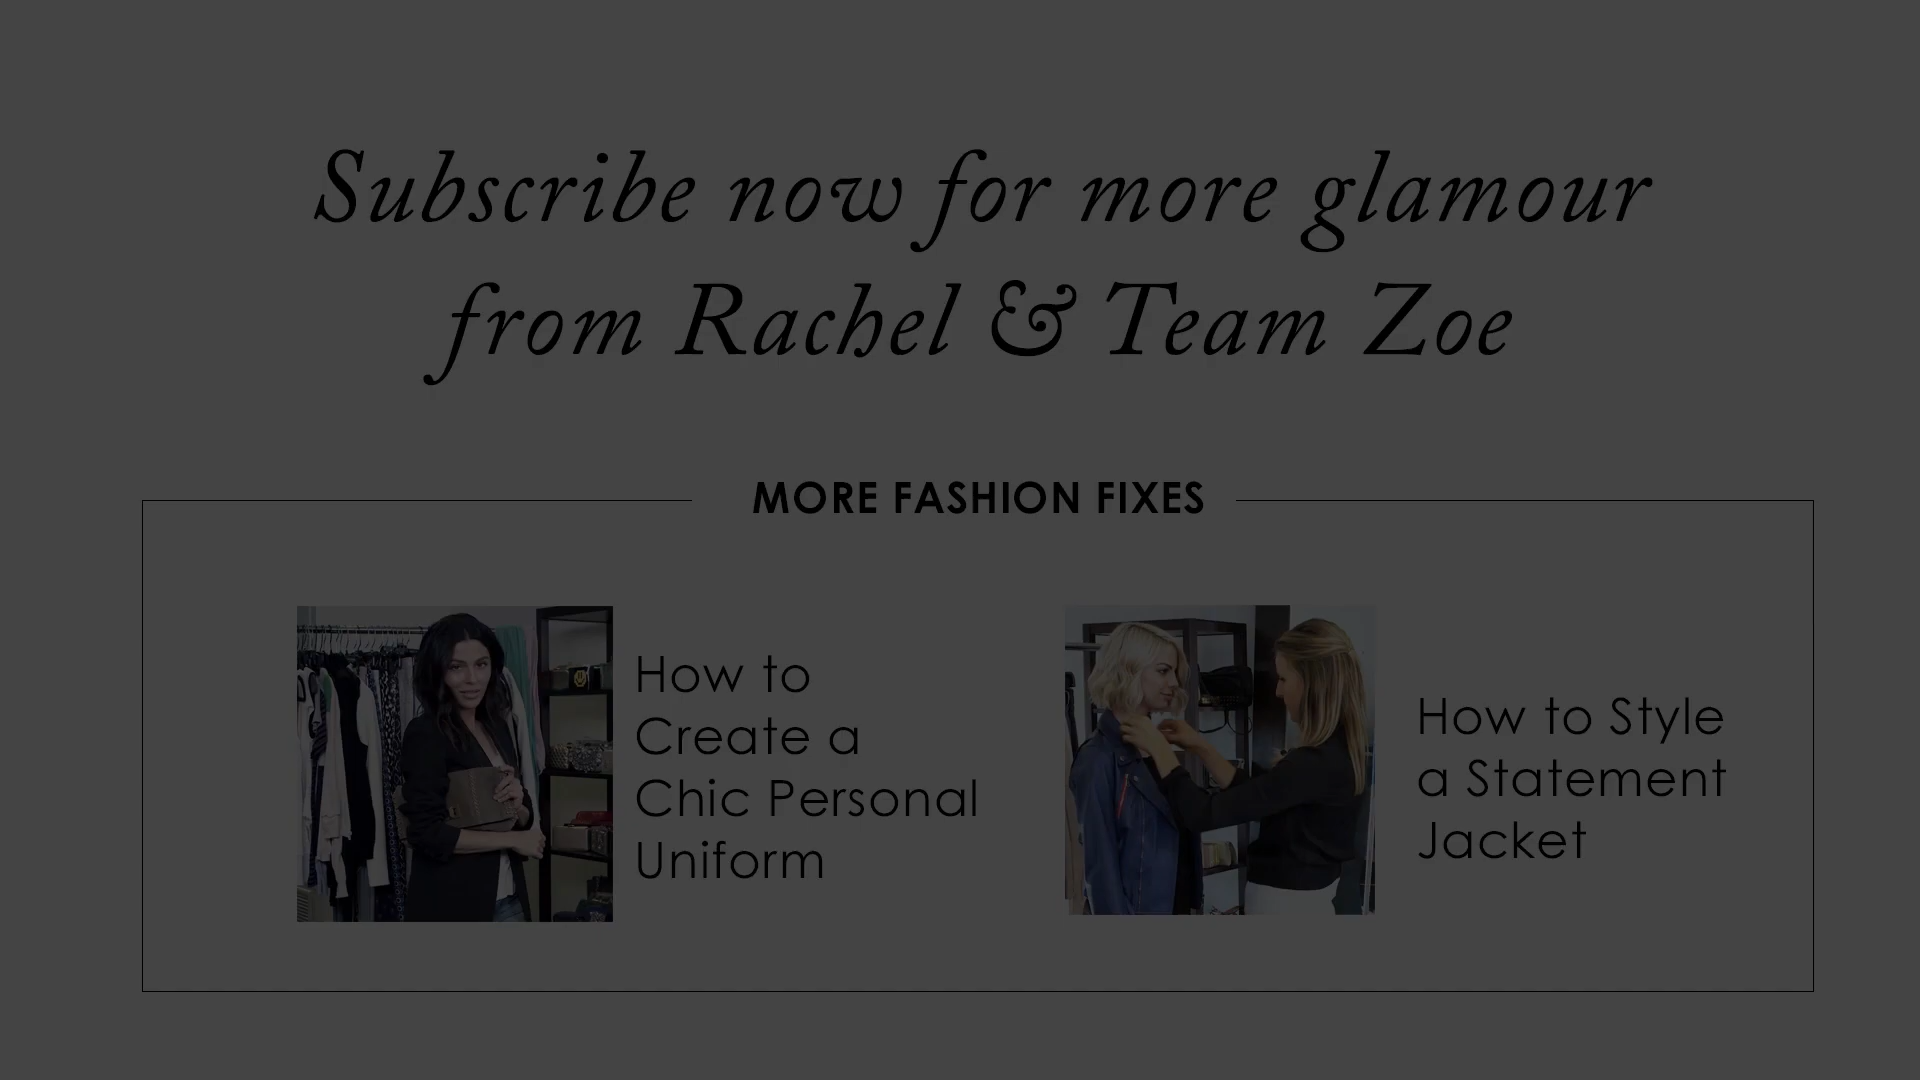 Subscribe now for more glamour
from Rachel & Team Zoe
MORE FASHION FIXES
How to
Create a
Chic Personal
Uniform
How to Style
a Statement
Jacket